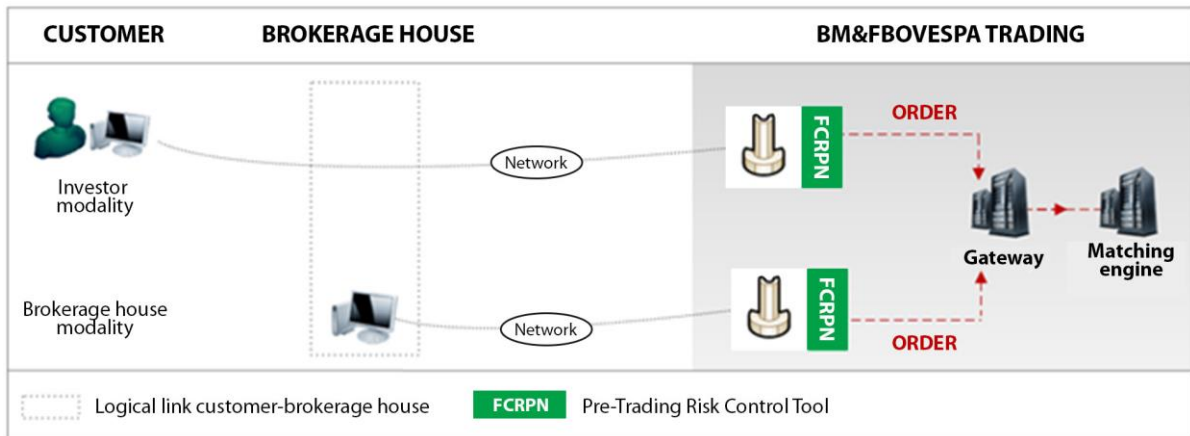 CUSTOMER
BROKERAGE HOUSE
BM&FBOVESPA TRADING
Investor
modality
Network
FCRPN
ORDER
Gateway
Matching
engine
Brokerage house
modality
Network
FCRPN
ORDER
Logical link customer-brokerage house
FCRPN
Pre-Trading Risk Control Tool